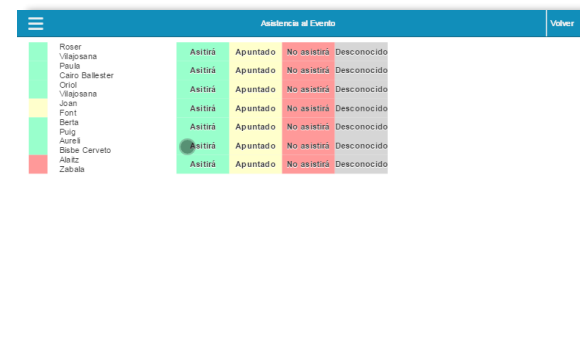 Asistencia al Evento
Volver
Roser
Vilajosana
Asitirá Apuntado No asistirá Desconocido
Paula
Cairo Ballester
Asitirá Apuntado No asistirá Desconocido
Oriol
Vilajosana
Asitirá Apuntado No asistirá Desconocido
Joan
Font
Asitirá Apuntado No asistirá Desconocido
Berta
Puig
Asitirá Apuntado No asistirá Desconocido
Aureli
Bisbe Cerveto
Asitirá Apuntado No asistirá Desconocido
Alaitz
Zabala
Asitirá Apuntado No asistirá Desconocido